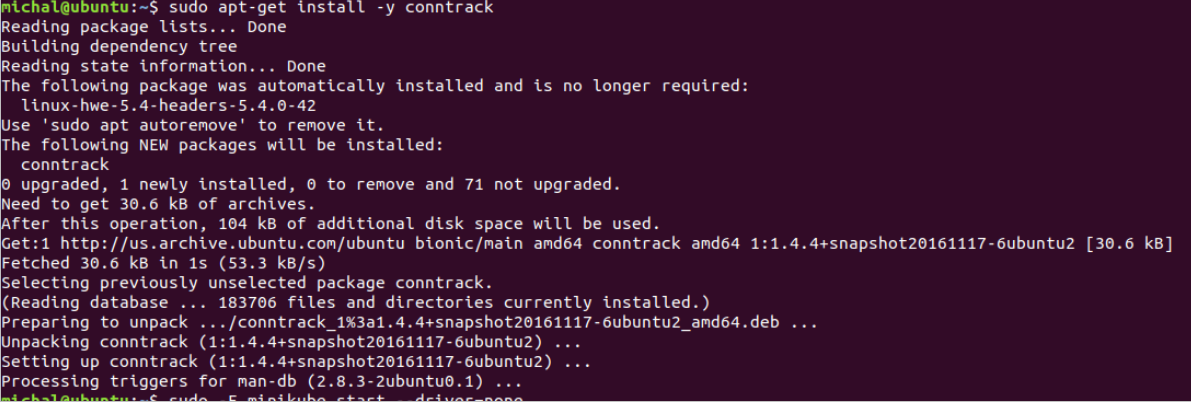 michal@ubuntu:~$ sudo apt-get install -y conntrack
Reading package lists... Done
Building dependency tree
Reading state information... Done
The following package was automatically installed and is no longer required:
  linux-hwe-5.4-headers-5.4.0-42
Use 'sudo apt autoremove' to remove it.
The following NEW packages will be installed:
  conntrack
0 upgraded, 1 newly installed, 0 to remove and 71 not upgraded.
Need to get 30.6 kB of archives.
After this operation, 104 kB of additional disk space will be used.
Get:1 http://us.archive.ubuntu.com/ubuntu bionic/main amd64 conntrack amd64 1:1.4.4+snapshot20161117-6ubuntu2 [30.6 kB]
Fetched 30.6 kB in 1s (53.3 kB/s)
Selecting previously unselected package conntrack.
(Reading database ... 183706 files and directories currently installed.)
Preparing to unpack .../conntrack_1%3a1.4.4+snapshot20161117-6ubuntu2_amd64.deb ...
Unpacking conntrack (1:1.4.4+snapshot20161117-6ubuntu2) ...
Setting up conntrack (1:1.4.4+snapshot20161117-6ubuntu2) ...
Processing triggers for man-db (2.8.3-2ubuntu0.1) ...
michal@ubuntu:~$ sudo -E minikube start --driver=none